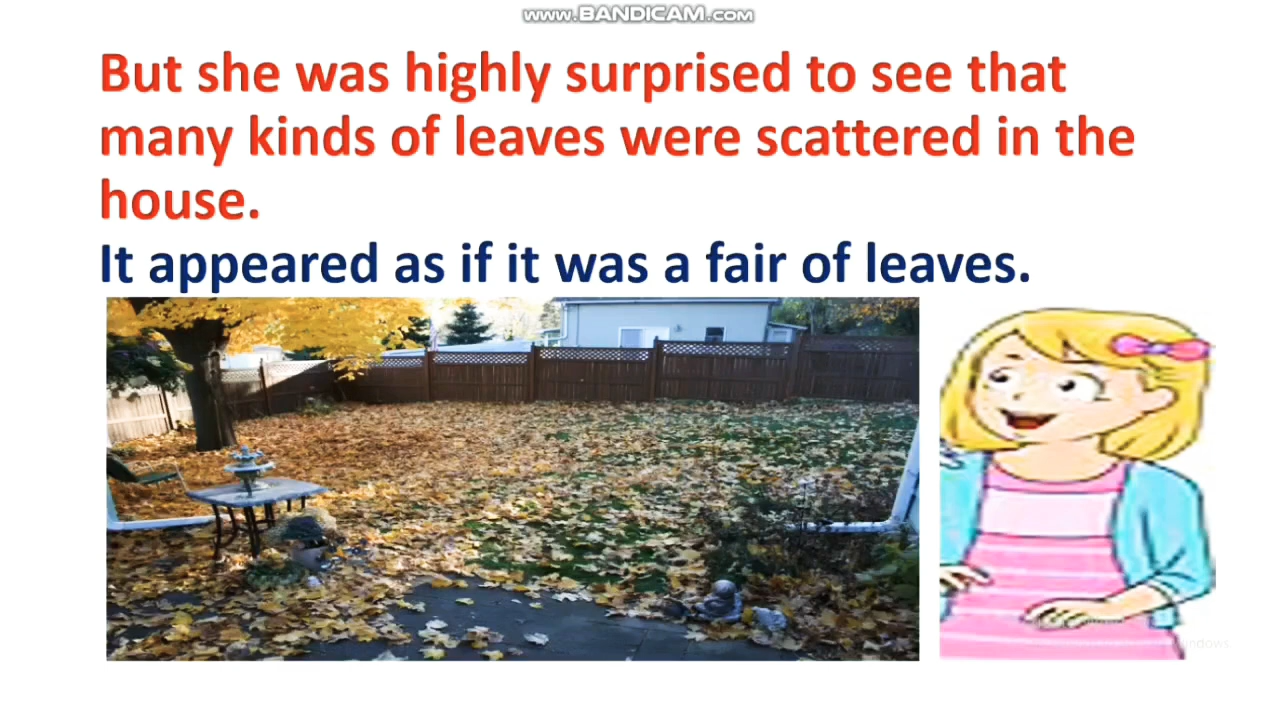 www.BANDICAM.com
But she was highly surprised to see that
many kinds of leaves were scattered in the
house.
It appeared as if it was a fair of leaves.